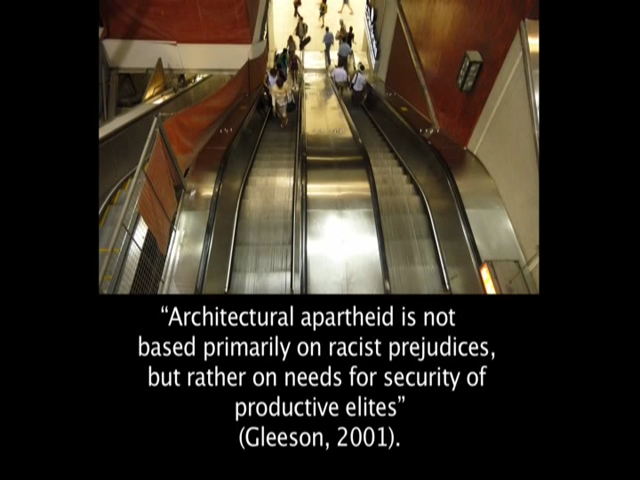 “Architectural apartheid is not
based primarily on racist prejudices,
but rather on needs for security of
productive elites”
(Gleeson, 2001).